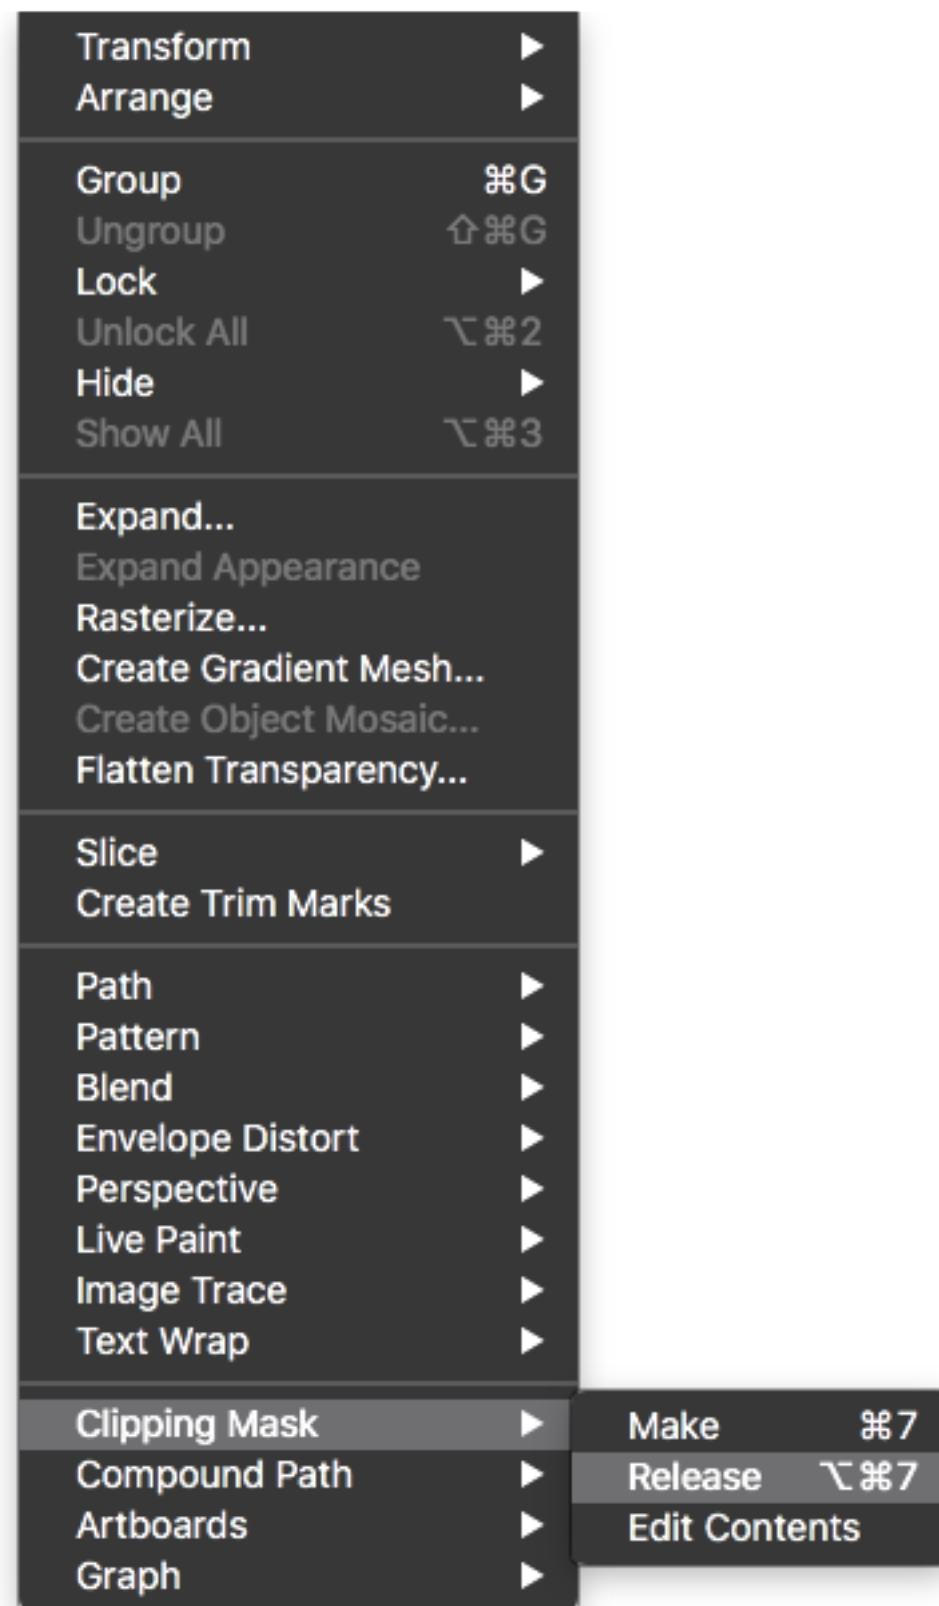 Transform ▶
Arrange ▶
Group ⌘G
Ungroup ⇧⌘G
Lock ▶
Unlock All ⌥⌘2
Hide ▶
Show All ⌥⌘3
Expand...
Expand Appearance
Rasterize...
Create Gradient Mesh...
Create Object Mosaic...
Flatten Transparency...
Slice ▶
Create Trim Marks
Path ▶
Pattern ▶
Blend ▶
Envelope Distort ▶
Perspective ▶
Live Paint ▶
Image Trace ▶
Text Wrap ▶
Clipping Mask ▶
Make ⌘7
Release ⌥⌘7
Edit Contents
Compound Path ▶
Artboards ▶
Graph ▶